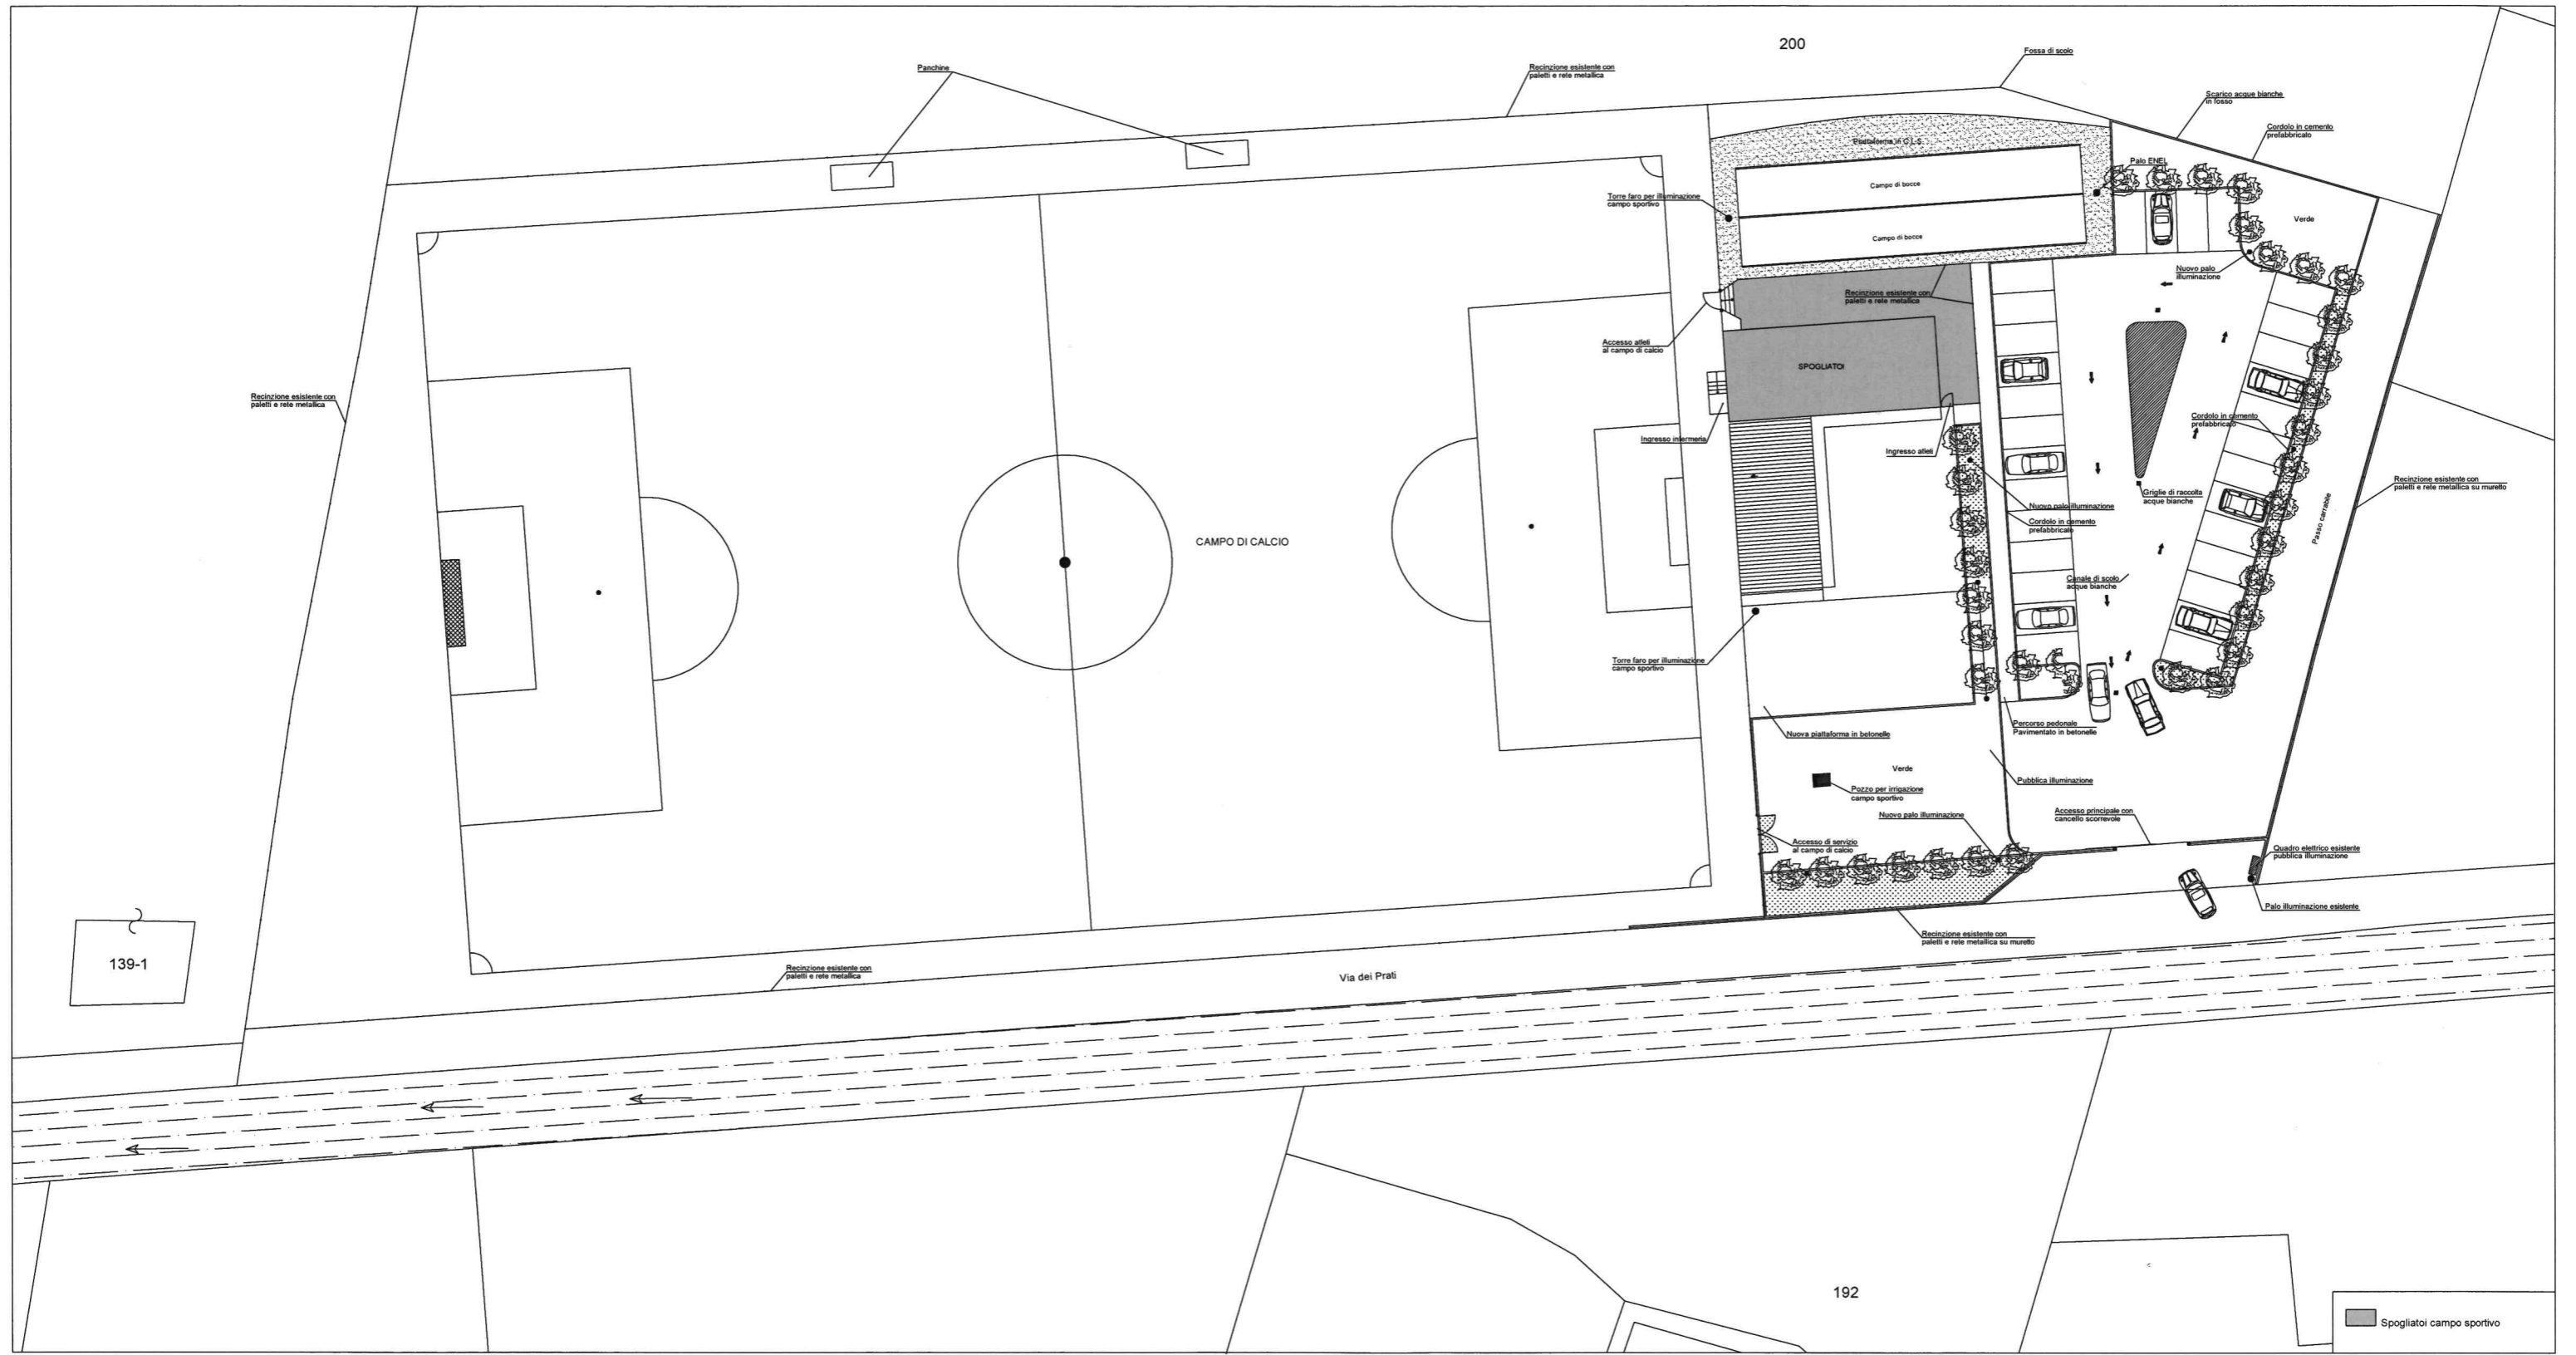 200
Fossa di scolo
Panchine
Recinzione esistente con
paletti e rete metallica
Scarico acque bianche
in fosso
Cordolo in cemento
prefabbricato
Piattaforma in C.L.S.
Palo ENEL
Campo di bocce
Torre faro per illuminazione
campo sportivo
Verde
Campo di bocce
Nuovo palo
illuminazione
Recinzione esistente con
paletti e rete metallica
Accesso atleti
al campo di calcio
SPOGLIATOI
Recinzione esistente con
paletti e rete metallica
Cordolo in cemento
prefabbricato
Ingresso infermeria
Ingresso atleti
Recinzione esistente con
paletti e rete metallica su muretto
Griglie di raccolta
acque bianche
Nuovo palo illuminazione
Passo carrabile
Cordolo in cemento
prefabbricato
CAMPO DI CALCIO
Canale di scolo
acque bianche
Torre faro per illuminazione
campo sportivo
Percorso pedonale
Pavimentato in betonelle
Nuova piattaforma in betonelle
Verde
Pubblica illuminazione
Pozzo per irrigazione
campo sportivo
Accesso principale con
cancello scorrevole
Nuovo palo illuminazione
Accesso di servizio
al campo di calcio
Quadro elettrico esistente
pubblica illuminazione
Palo illuminazione esistente
Recinzione esistente con
paletti e rete metallica su muretto
139-1
Recinzione esistente con
paletti e rete metallica
Via dei Prati
192
Spogliatoi campo sportivo